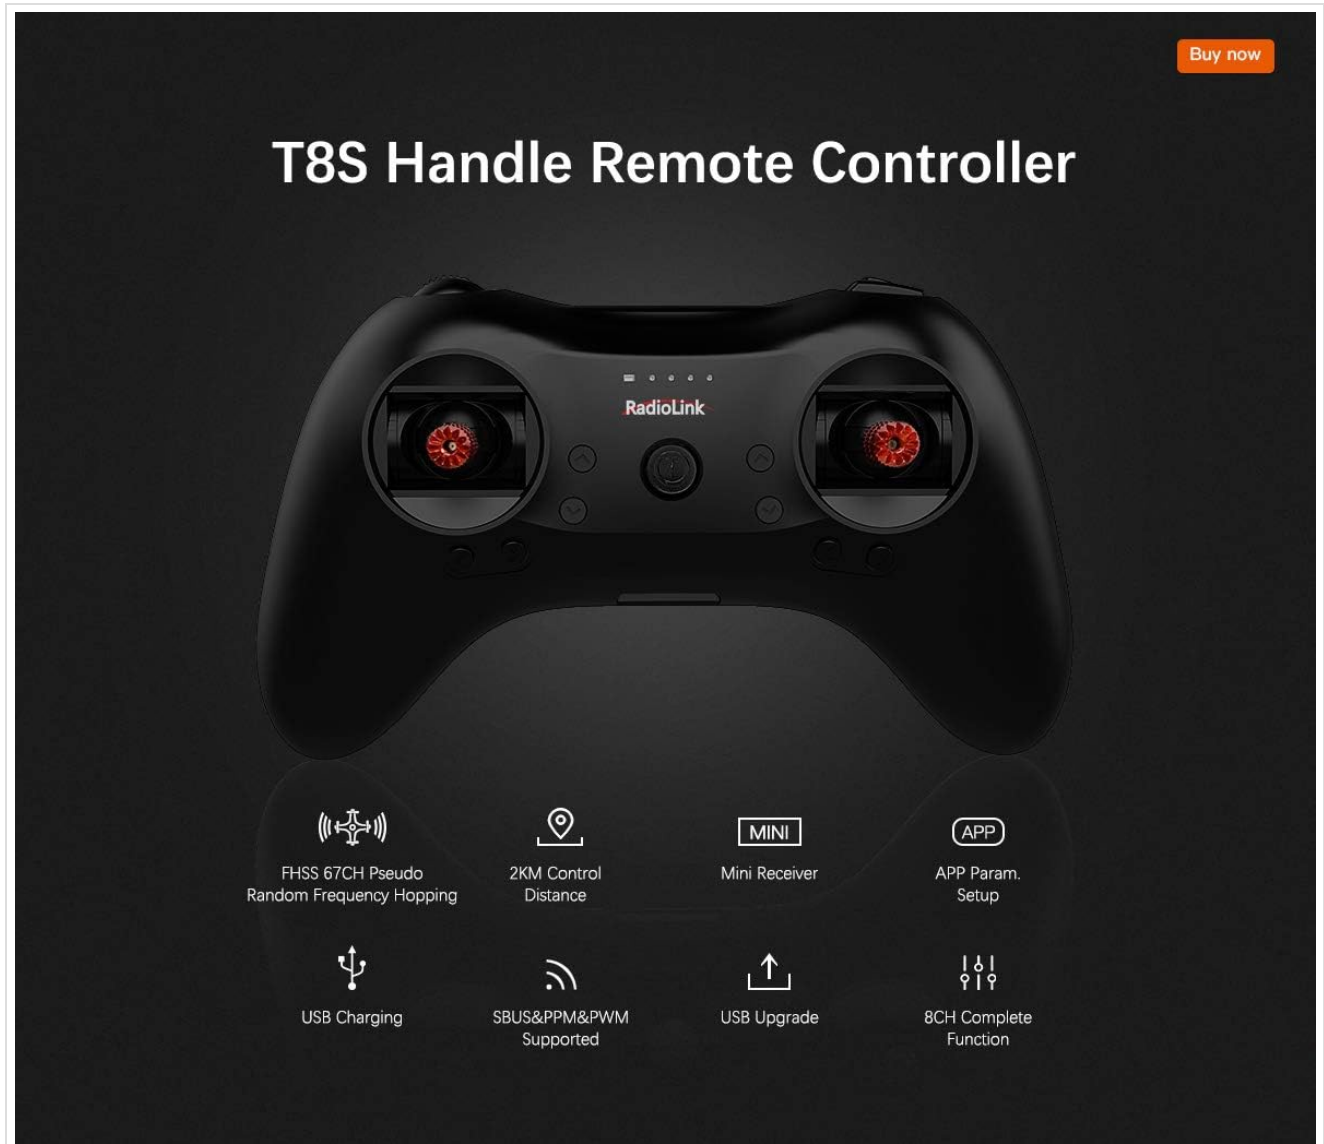 Buy now
T8S Handle Remote Controller
RadioLink
MINI
APP
FHSS 67CH Pseudo
Random Frequency Hopping
2KM Control
Distance
Mini Receiver
APP Param.
Setup
USB Charging
SBUS&PPM&PWM
Supported
USB Upgrade
8CH Complete
Function